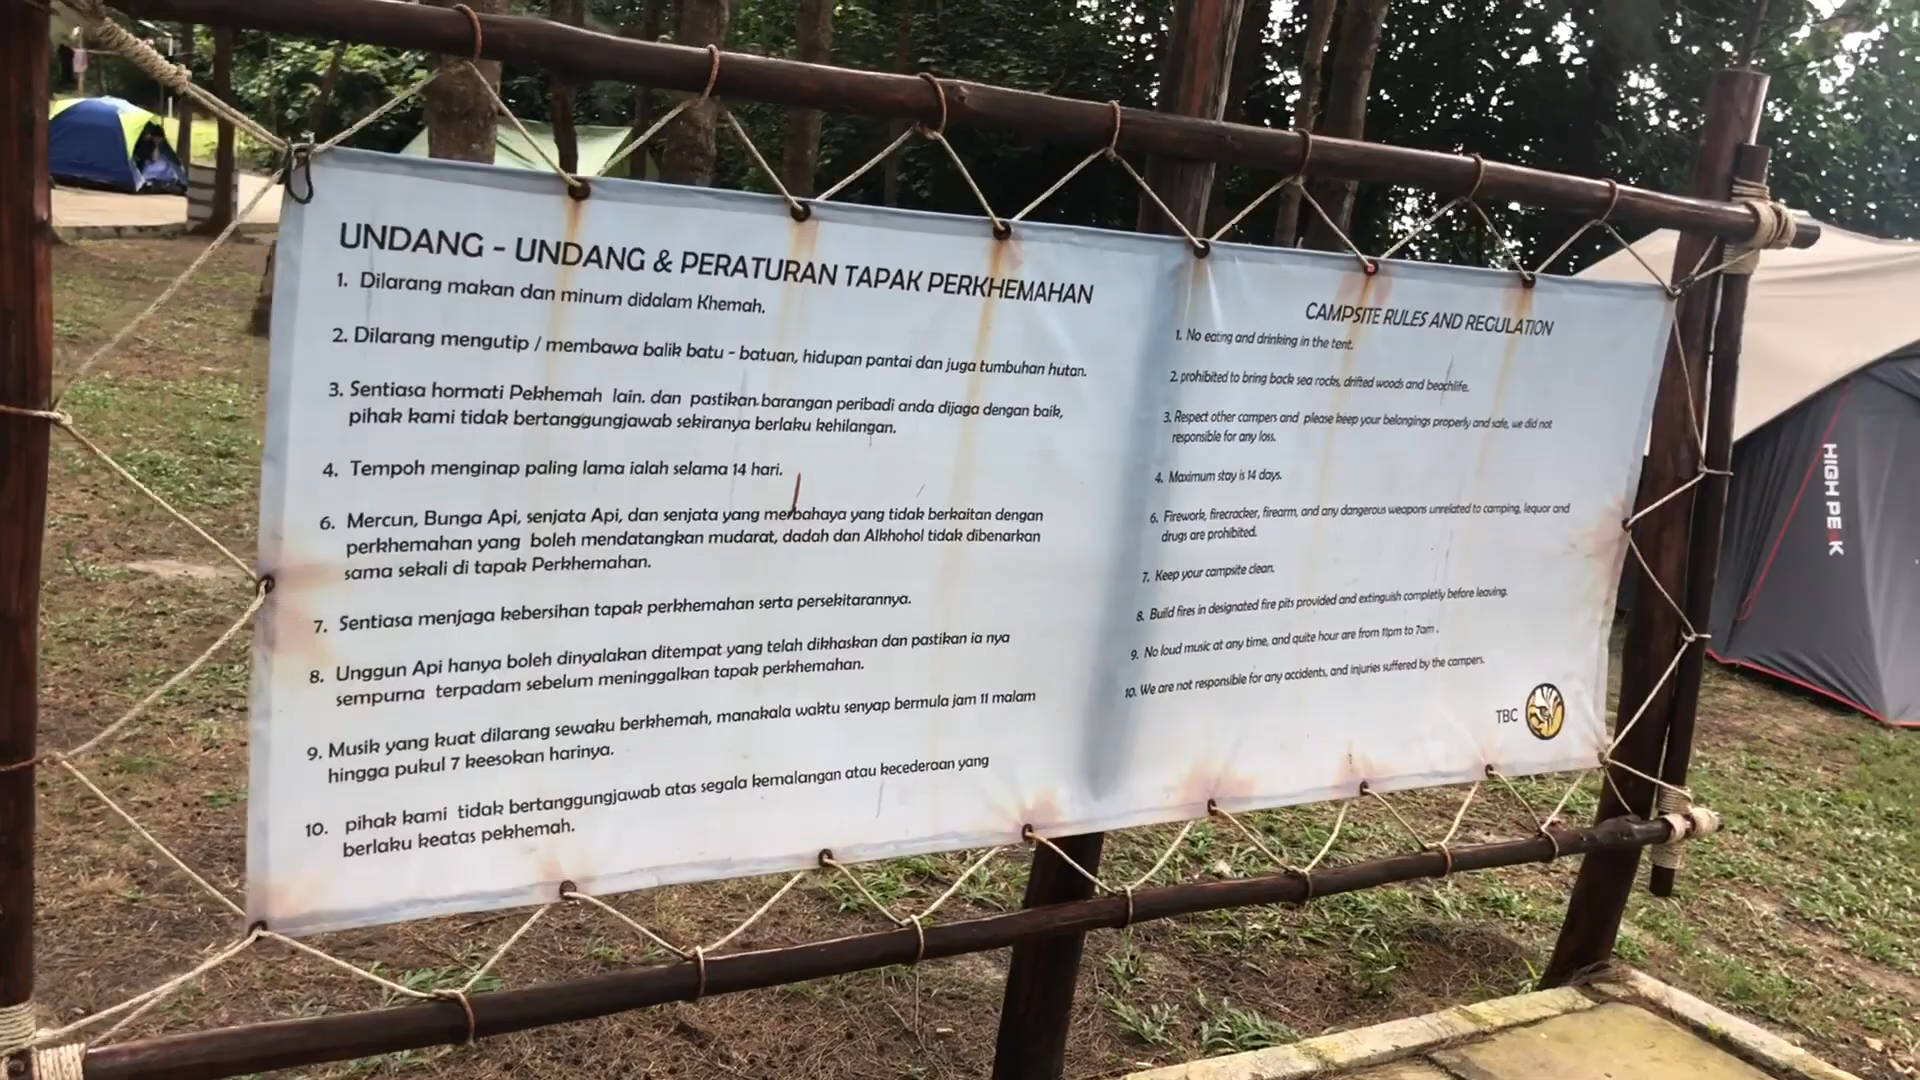 UNDANG - UNDANG & PERATURAN TAPAK PERKHEMAHAN
1. Dilarang makan dan minum didalam Khemah.
2. Dilarang mengutip / membawa balik batu - batuan, hidupan pantai dan juga tumbuhan hutan.
3. Sentiasa hormati Pekhemah lain. dan pastikan barangan peribadi anda dijaga dengan baik,
pihak kami tidak bertanggungjawab sekiranya berlaku kehilangan.
4. Tempoh menginap paling lama ialah selama 14 hari.
6. Mercun, Bunga Api, senjata Api, dan senjata yang merbahaya yang tidak berkaitan dengan
perkhemahan yang boleh mendatangkan mudarat, dadah dan Alkhohol tidak dibenarkan
sama sekali di tapak Perkhemahan.
7. Sentiasa menjaga kebersihan tapak perkhemahan serta persekitarannya.
8. Unggun Api hanya boleh dinyalakan ditempat yang telah dikhaskan dan pastikan ia nya
sempurna terpadam sebelum meninggalkan tapak perkhemahan.
9. Musik yang kuat dilarang sewaku berkhemah, manakala waktu senyap bermula jam 11 malam
hingga pukul 7 keesokan harinya.
10. pihak kami tidak bertanggungjawab atas segala kemalangan atau kecederaan yang
berlaku keatas pekhemah.
CAMPSITE RULES AND REGULATION
1. No eating and drinking in the tent.
2. prohibited to bring back sea rocks, drifted woods and beachlife.
3. Respect other campers and please keep your belongings properly and safe, we did not
responsible for any loss.
4. Maximum stay is 14 days.
6. Firework, firecracker, firearm, and any dangerous weapons unrelated to camping, lequor and
drugs are prohibited.
7. Keep your campsite clean.
8. Build fires in designated fire pits provided and extinguish completly before leaving.
9. No loud music at any time, and quite hour are from 11pm to 7am .
10. We are not responsible for any accidents, and injuries suffered by the campers.
TBC
HIGH PEAK